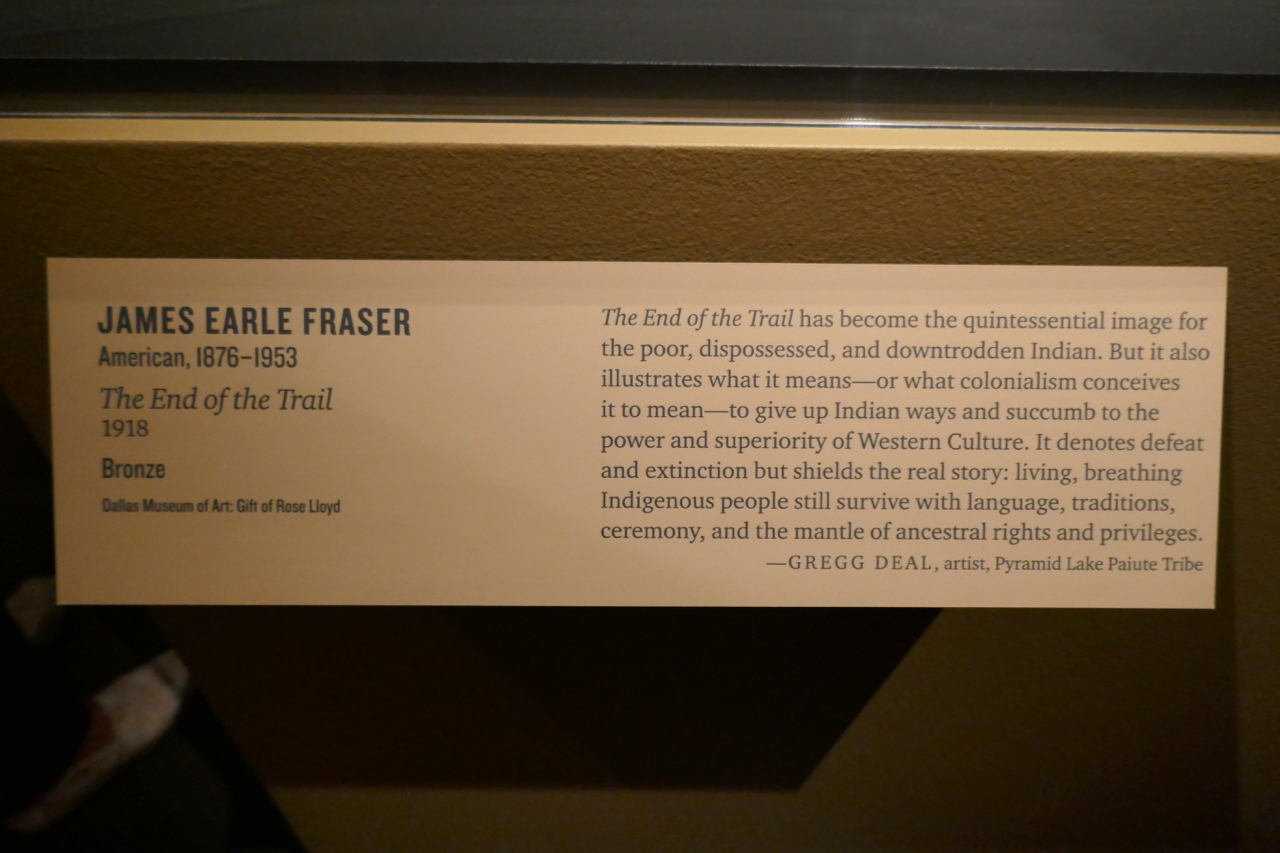 JAMES EARLE FRASER
American, 1876–1953
The End of the Trail
1918
Bronze
Dallas Museum of Art: Gift of Rose Lloyd
The End of the Trail has become the quintessential image for
the poor, dispossessed, and downtrodden Indian. But it also
illustrates what it means—or what colonialism conceives
it to mean—to give up Indian ways and succumb to the
power and superiority of Western Culture. It denotes defeat
and extinction but shields the real story: living, breathing
Indigenous people still survive with language, traditions,
ceremony, and the mantle of ancestral rights and privileges.
—GREGG DEAL, artist, Pyramid Lake Paiute Tribe